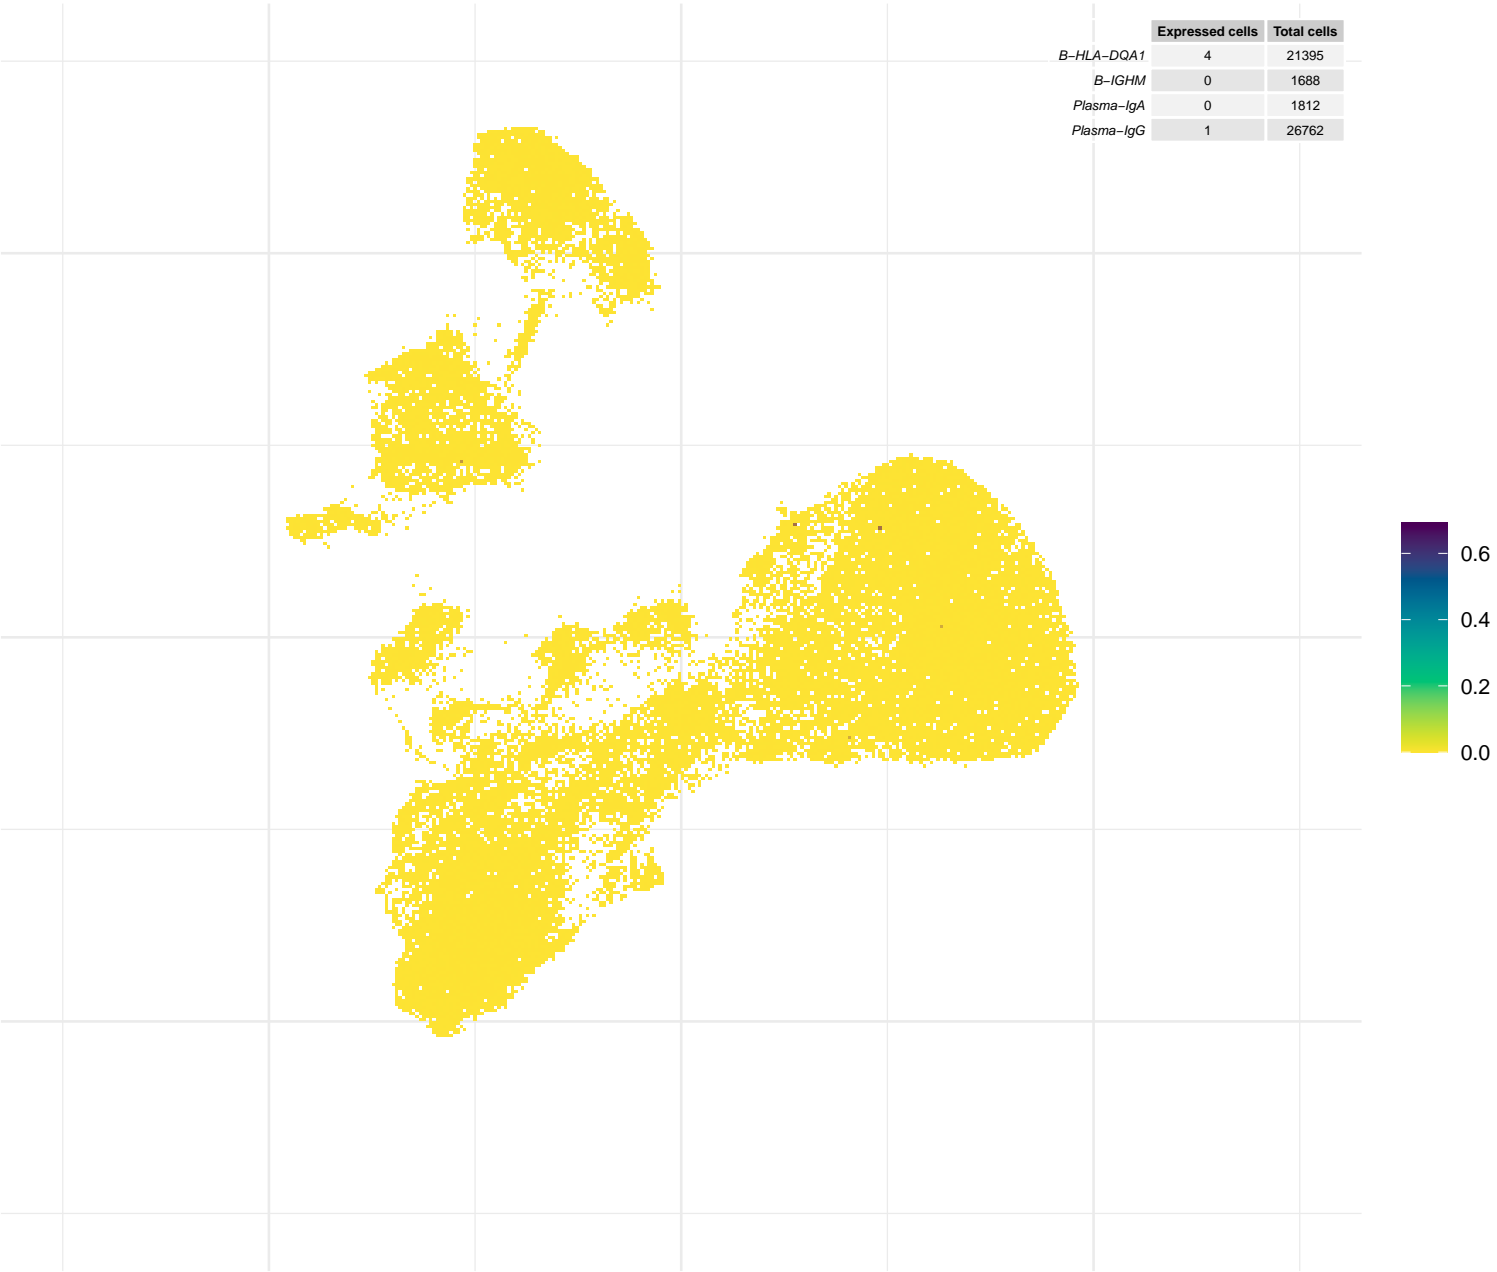 Expressed cells Total cells
B−HLA−DQA1 4 21395
B−IGHM 0 1688
Plasma−IgA 0 1812
Plasma−IgG 1 26762
0.6
0.4
0.2
0.0